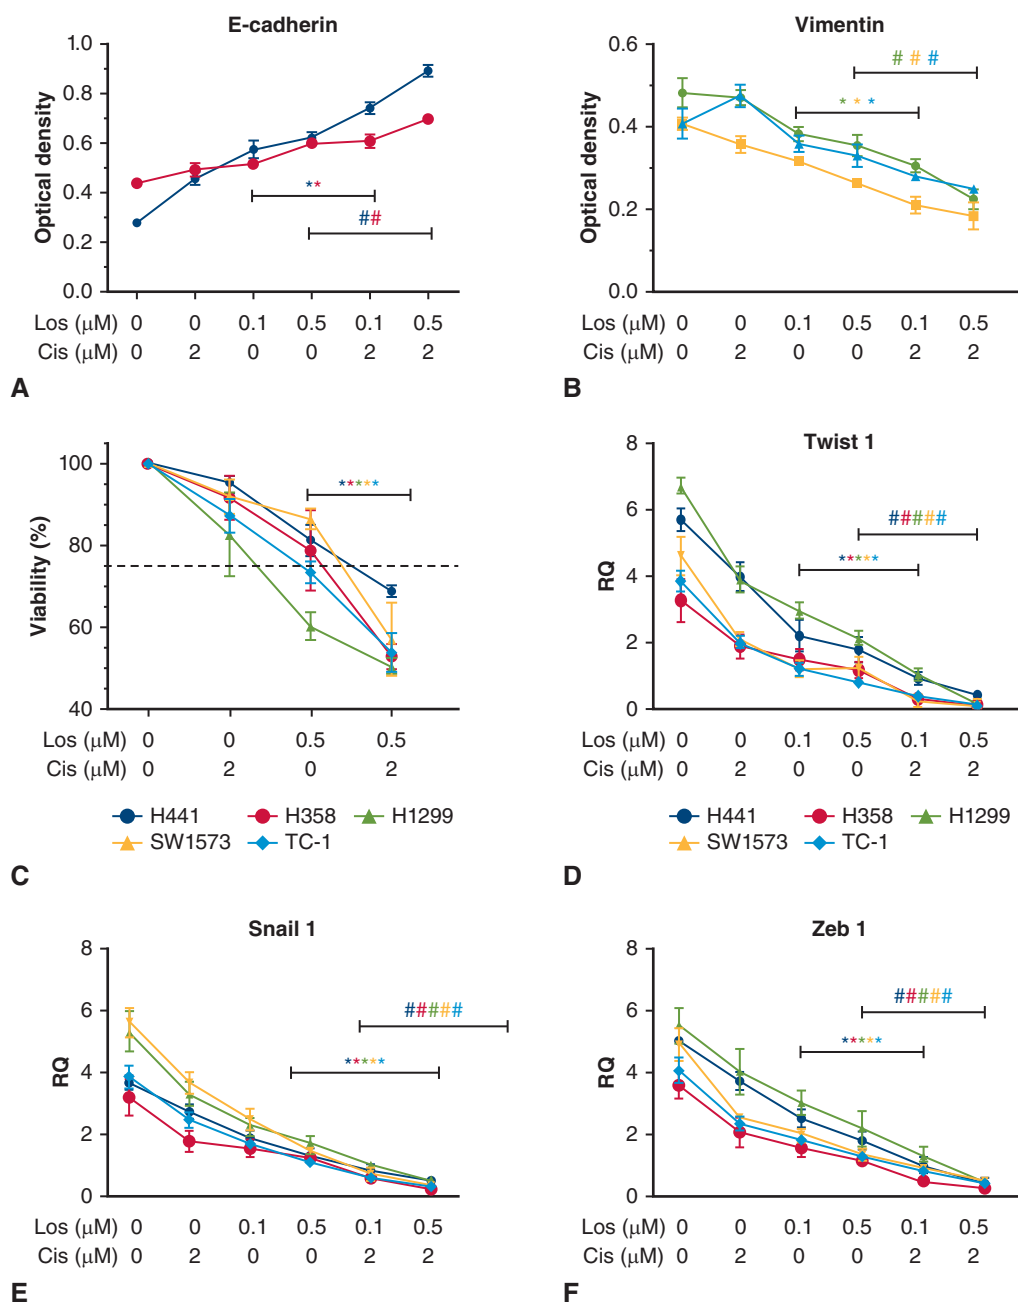 E-cadherin
1.0
0.8
0.6
0.4
0.2
0.0
Optical density
**
##
Los (μM) 0 0 0.1 0.5 0.1 0.5
Cis (μM) 0 2 0 0 2 2
A
Vimentin
0.6
0.4
0.2
0.0
Optical density
# # #
* * *
Los (μM) 0 0 0.1 0.5 0.1 0.5
Cis (μM) 0 2 0 0 2 2
B
100
80
60
40
Viability (%)
*****
Los (μM) 0 0 0.5 0.5
Cis (μM) 0 2 0 2
H441 H358 H1299
SW1573 TC-1
C
Twist 1
8
6
4
2
0
RQ
#####
*****
Los (μM) 0 0 0.1 0.5 0.1 0.5
Cis (μM) 0 2 0 0 2 2
H441 H358 H1299
SW1573 TC-1
D
Snail 1
8
6
4
2
0
RQ
#####
*****
Los (μM) 0 0 0.1 0.5 0.1 0.5
Cis (μM) 0 2 0 0 2 2
E
Zeb 1
8
6
4
2
0
RQ
#####
*****
Los (μM) 0 0 0.1 0.5 0.1 0.5
Cis (μM) 0 2 0 0 2 2
F